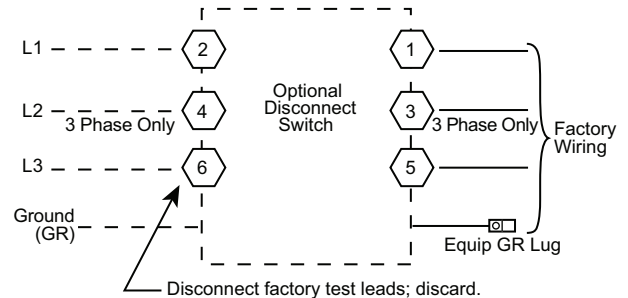 L1
2
1
L2
3 Phase Only
4
Optional
Disconnect
Switch
3
3 Phase Only
Factory
Wiring
L3
6
5
Ground
(GR)
Equip GR Lug
Disconnect factory test leads; discard.